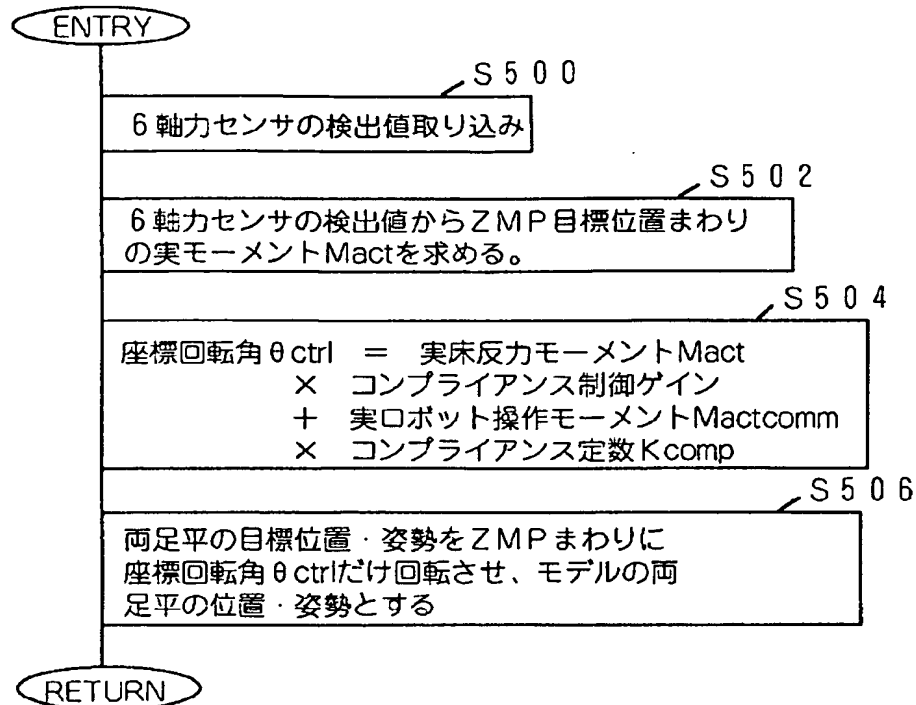 ENTRY
S500
6軸力センサの検出値取り込み
S502
6軸力センサの検出値からZMP目標位置まわり
の実モーメントMactを求める。
S504
座標回転角θctrl = 実床反力モーメントMact
× コンプライアンス制御ゲイン
+ 実ロボット操作モーメントMactcomm
× コンプライアンス定数Kcomp
S506
両足平の目標位置・姿勢をZMPまわりに
座標回転角θctrlだけ回転させ、モデルの両
足平の位置・姿勢とする
RETURN